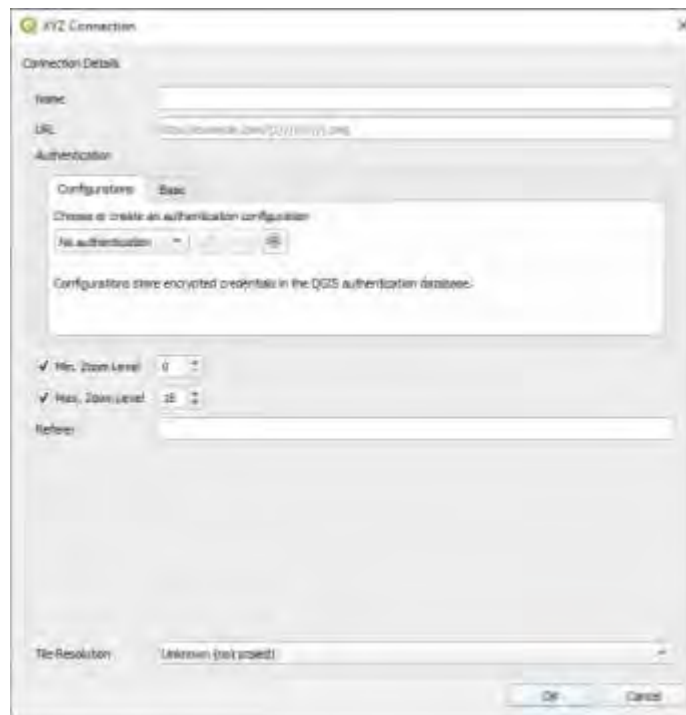 XYZ Connection
Connection Details
Name
URL
Authentication
Configurations Basic
Choose or create an authentication configuration
No authentication
Configurations store encrypted credentials in the QGIS authentication database.
✓ Min. Zoom Level 0
✓ Max. Zoom Level 18
Referer
Tile Resolution Unknown (not scaled)
OK Cancel